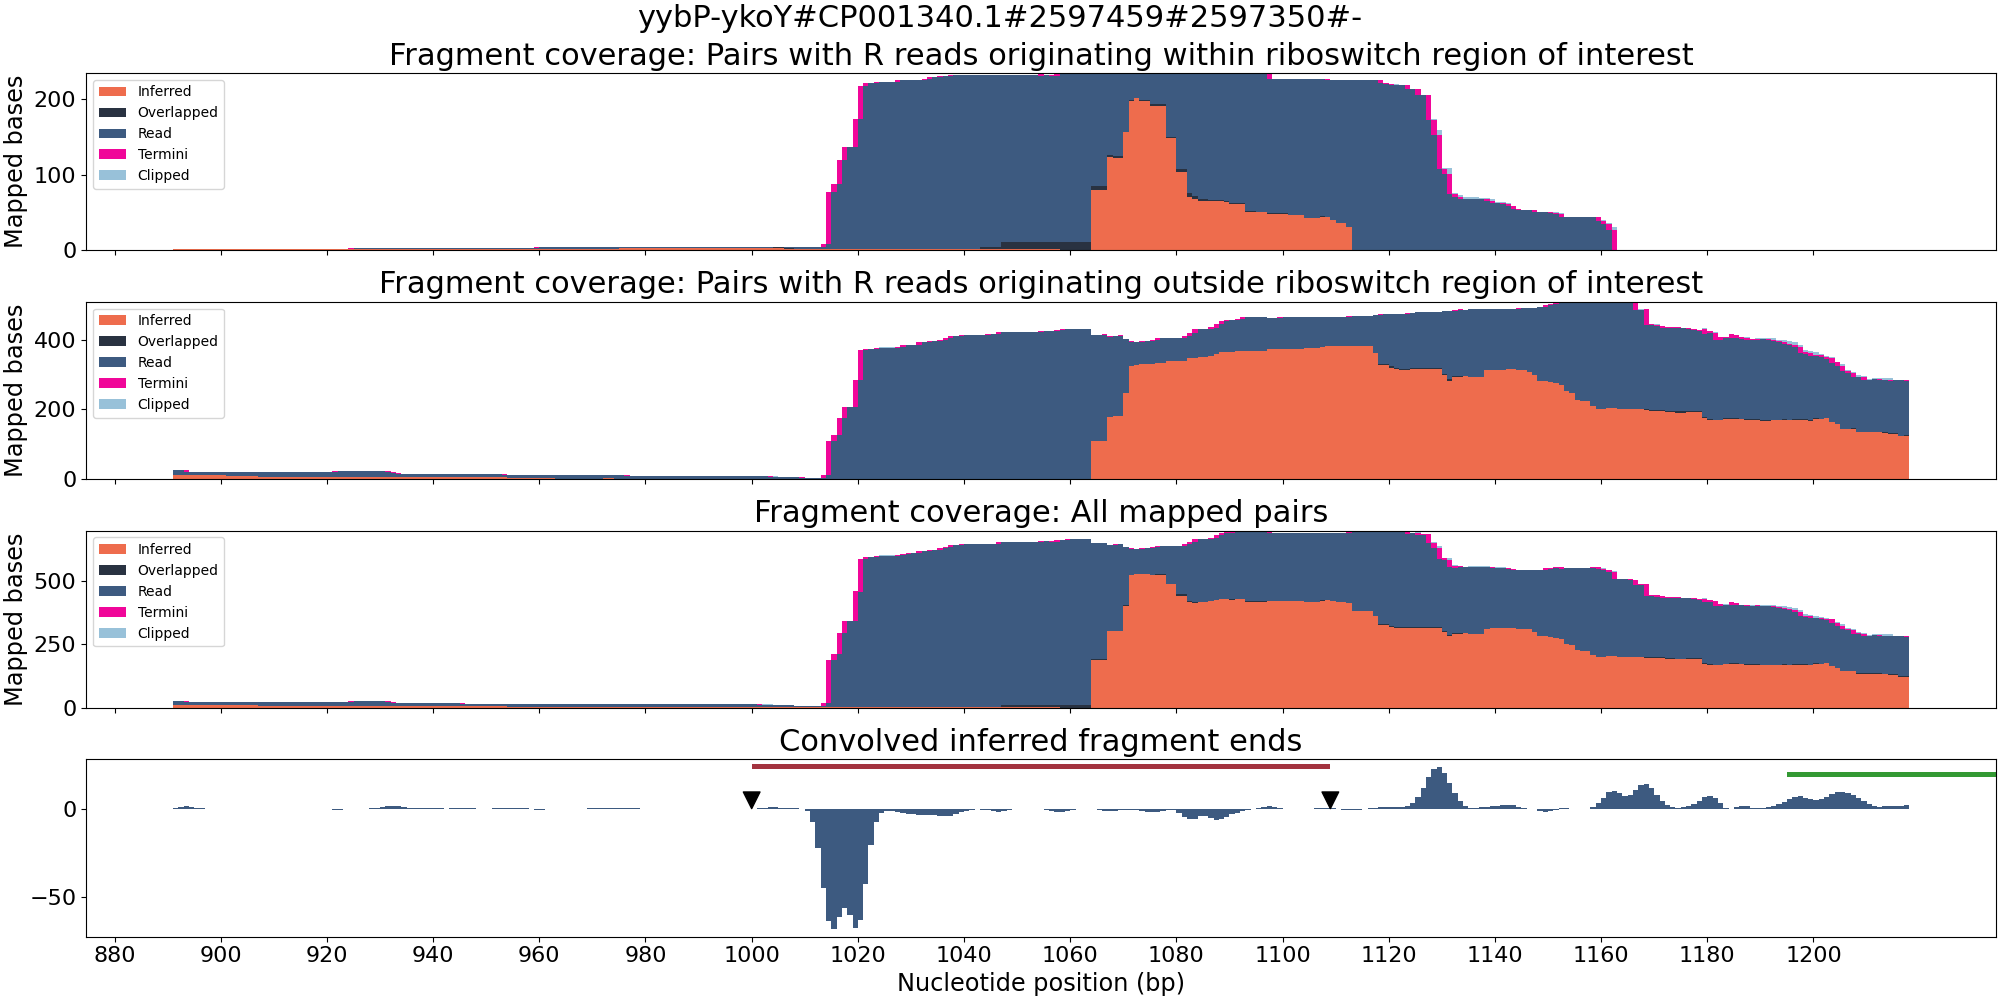 yybP-ykoY#CP001340.1#2597459#2597350#-
Fragment coverage: Pairs with R reads originating within riboswitch region of interest
Mapped bases
200
100
0
Inferred
Overlapped
Read
Termini
Clipped
Fragment coverage: Pairs with R reads originating outside riboswitch region of interest
Mapped bases
400
200
0
Inferred
Overlapped
Read
Termini
Clipped
Fragment coverage: All mapped pairs
Mapped bases
500
250
0
Inferred
Overlapped
Read
Termini
Clipped
Convolved inferred fragment ends
0
−50
880 900 920 940 960 980 1000 1020 1040 1060 1080 1100 1120 1140 1160 1180 1200
Nucleotide position (bp)